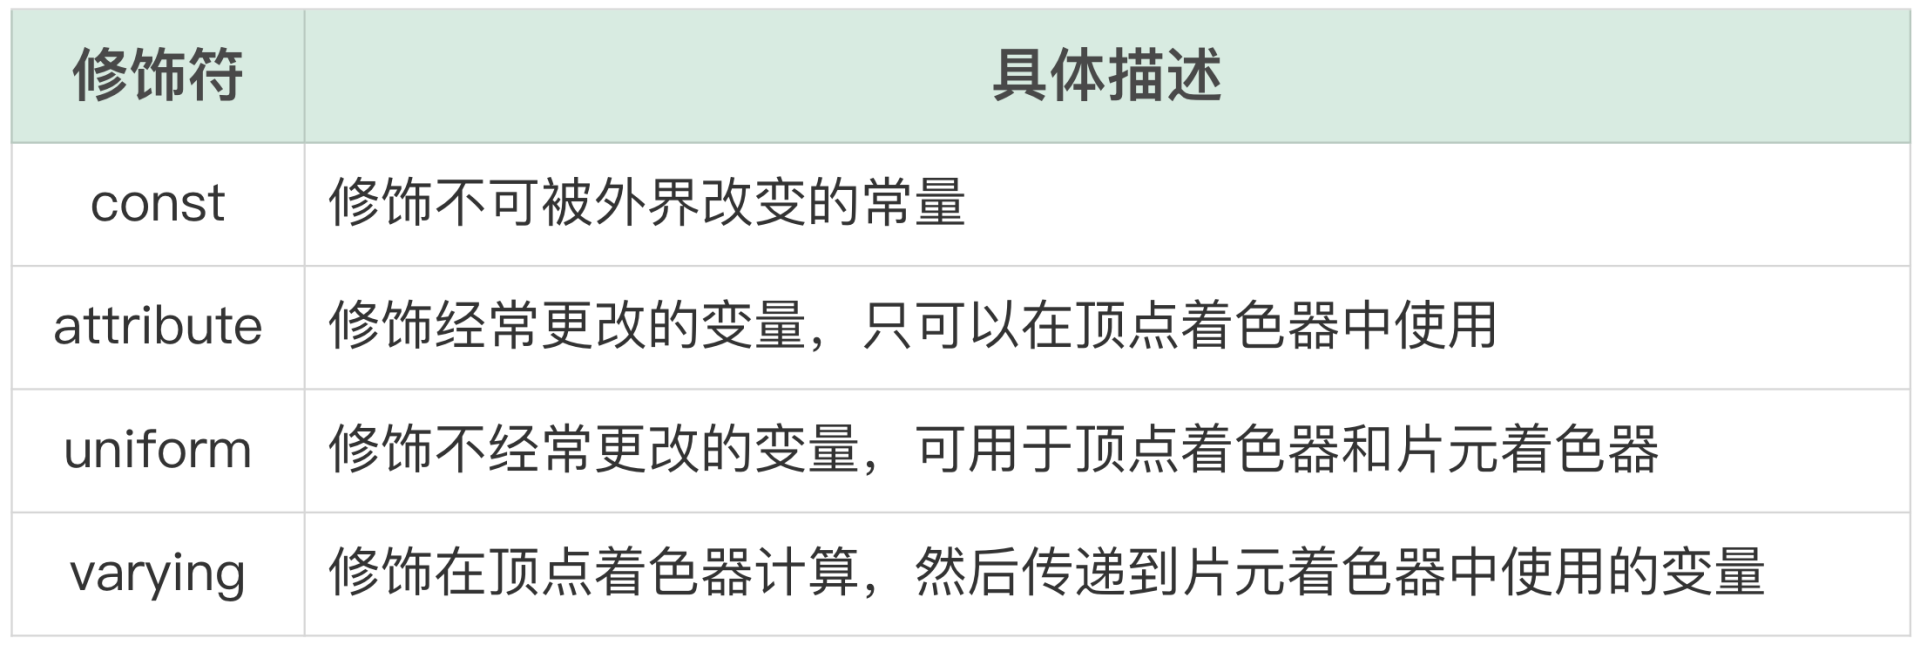 修饰符 具体描述
const 修饰不可被外界改变的常量
attribute 修饰经常更改的变量，只可以在顶点着色器中使用
uniform 修饰不经常更改的变量，可用于顶点着色器和片元着色器
varying 修饰在顶点着色器计算，然后传递到片元着色器中使用的变量